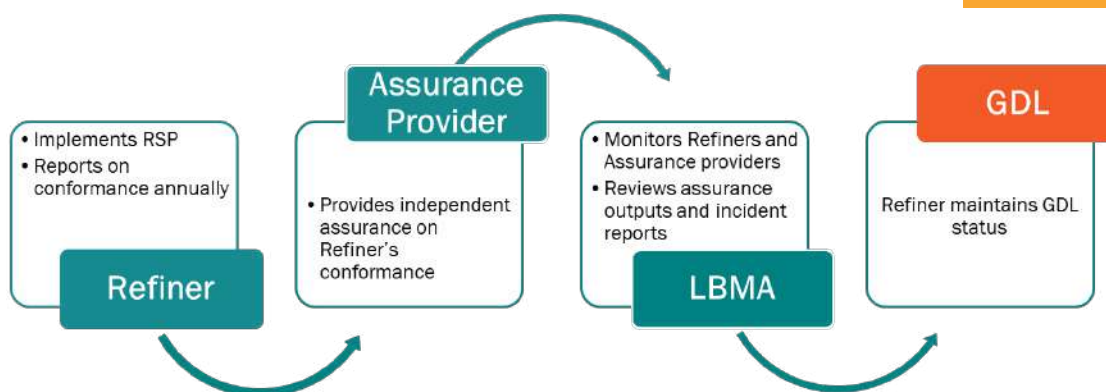 • Implements RSP
• Reports on
conformance annually
Refiner
Assurance
Provider
• Provides independent
assurance on
Refiner's
conformance
• Monitors Refiners and
Assurance providers
• Reviews assurance
outputs and incident
reports
LBMA
GDL
Refiner maintains GDL
status